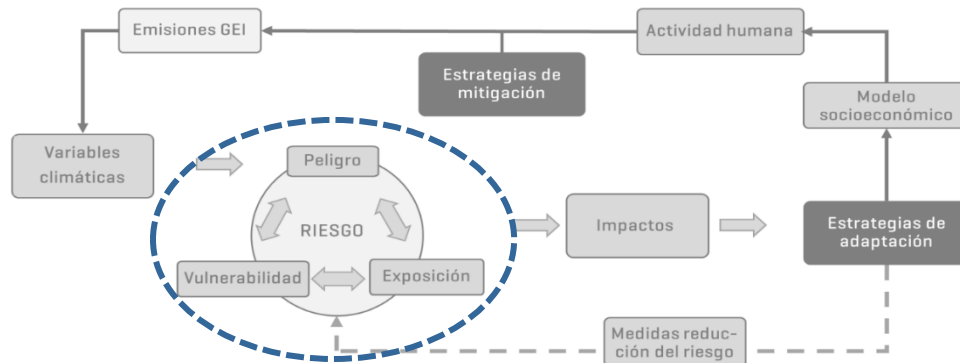 Emisiones GEI
Actividad humana
Estrategias de
mitigación
Modelo
socioeconómico
Variables
climáticas
Peligro
RIESGO
Vulnerabilidad
Exposición
Impactos
Estrategias de
adaptación
Medidas reduc-
ción del riesgo